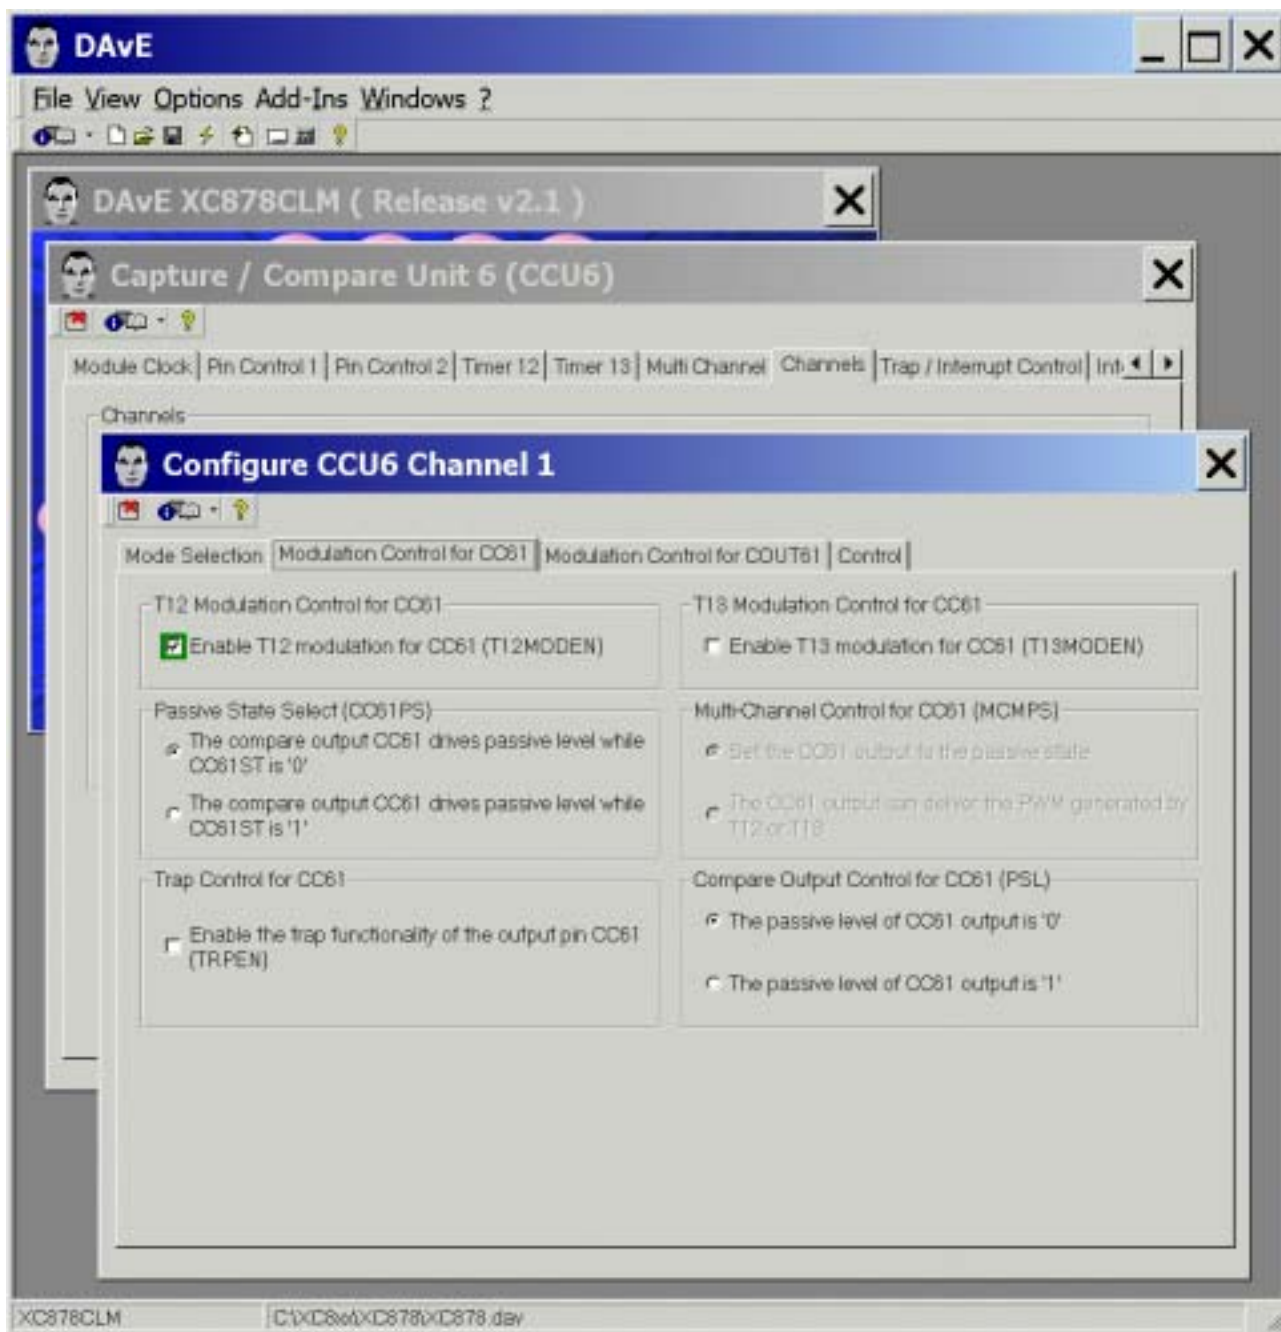 DAvE
File View Options Add-Ins Windows ?
DAvE XC878CLM ( Release v2.1 )
Capture / Compare Unit 6 (CCU6)
Module Clock Pin Control 1 Pin Control 2 Timer 12 Timer 13 Multi Channel Channels Trap / Interrupt Control Int
Channels
Configure CCU6 Channel 1
Mode Selection Modulation Control for CC61 Modulation Control for COUT61 Control
T12 Modulation Control for CC61
Enable T12 modulation for CC61 (T12MODEN)
T13 Modulation Control for CC61
Enable T13 modulation for CC61 (T13MODEN)
Passive State Select (CC61PS)
The compare output CC61 drives passive level while
CC61ST is '0'
The compare output CC61 drives passive level while
CC61ST is '1'
Multi-Channel Control for CC61 (MCMPS)
Set the CC61 output to the passive state
The CC61 output can deliver the PWM generated by
T12 or T13
Trap Control for CC61
Enable the trap functionality of the output pin CC61
(TRPEN)
Compare Output Control for CC61 (PSL)
The passive level of CC61 output is '0'
The passive level of CC61 output is '1'
XC878CLM
C:\XC8xx\XC878\XC878.dav